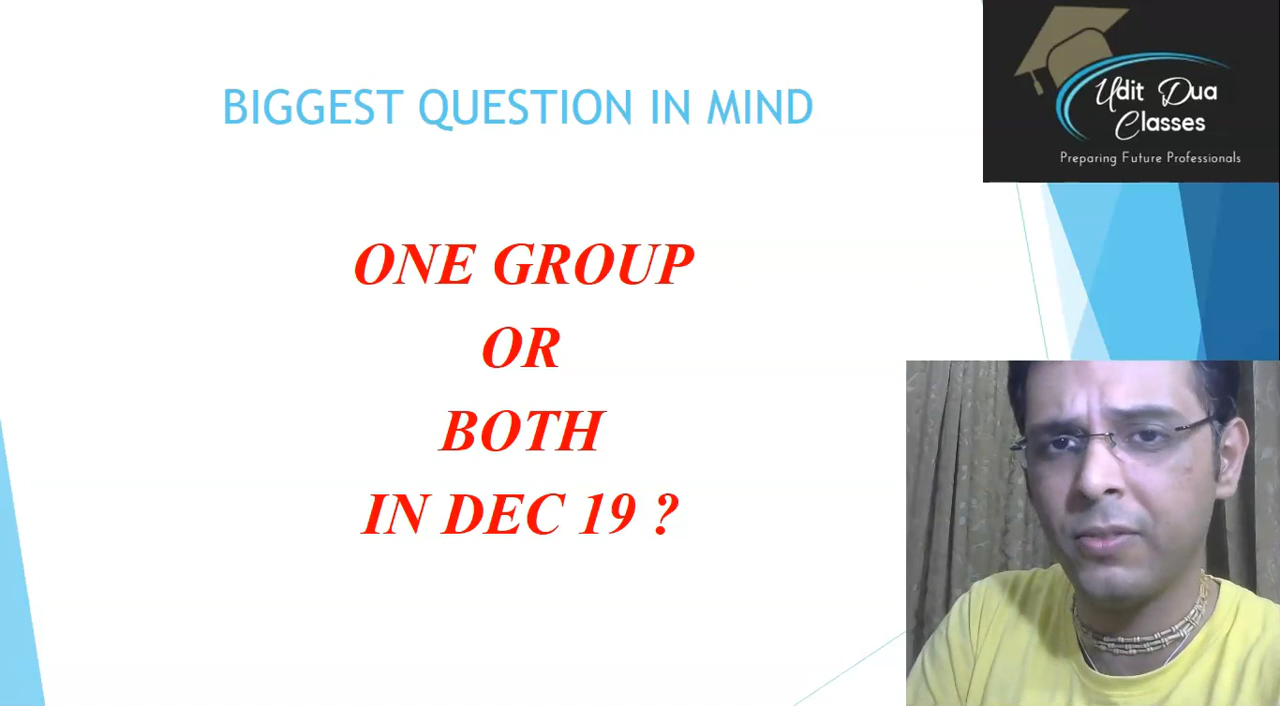 BIGGEST QUESTION IN MIND
Udit Dua
Classes
Preparing Future Professionals
ONE GROUP
OR
BOTH
IN DEC 19 ?